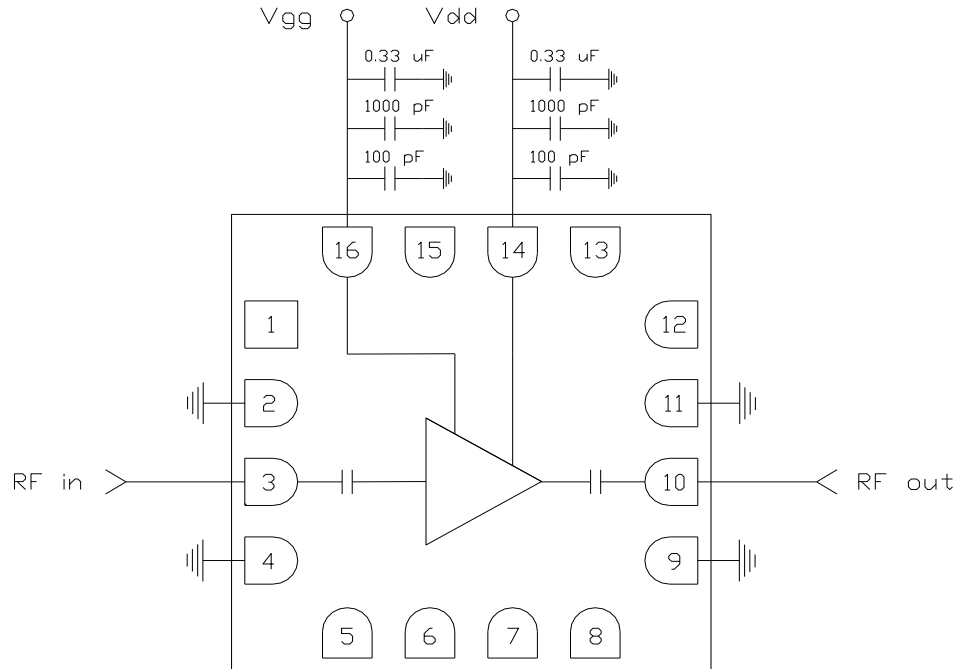 Vgg Vdd
0.33 uF 0.33 uF
1000 pF 1000 pF
100 pF 100 pF
16 15 14 13
1 12
2 11
RF in 3 10 RF out
4 9
5 6 7 8